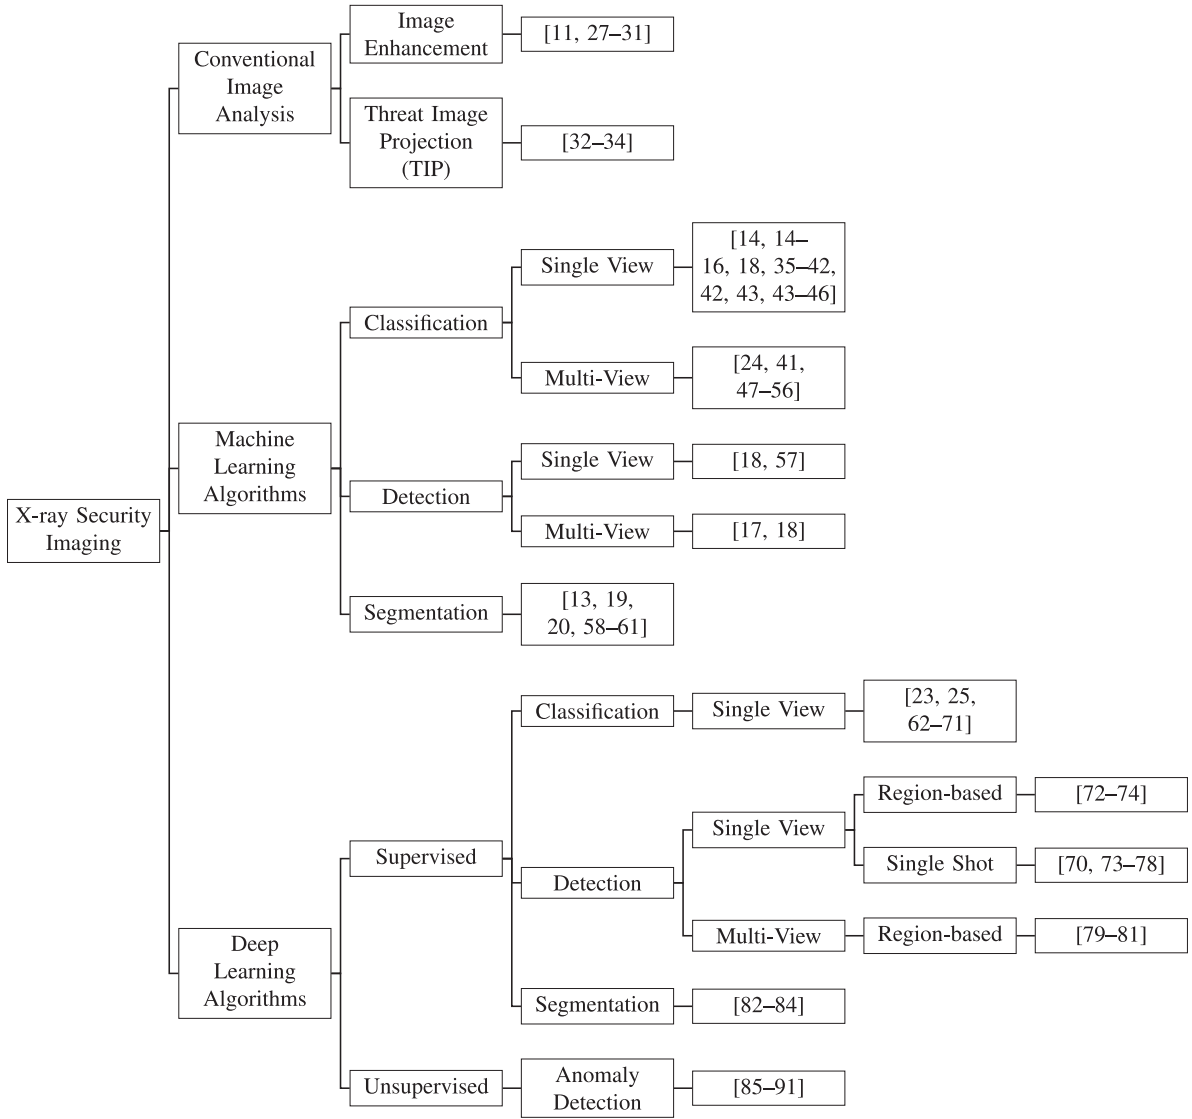 X-ray Security
Imaging
Conventional
Image
Analysis
Image
Enhancement
[11, 27–31]
Threat Image
Projection
(TIP)
[32–34]
Machine
Learning
Algorithms
Classification
Single View
[14, 14–
16, 18, 35–42,
42, 43, 43–46]
Multi-View
[24, 41,
47–56]
Detection
Single View
[18, 57]
Multi-View
[17, 18]
Segmentation
[13, 19,
20, 58–61]
Deep
Learning
Algorithms
Supervised
Classification
Single View
[23, 25,
62–71]
Detection
Single View
Region-based
[72–74]
Single Shot
[70, 73–78]
Multi-View
Region-based
[79–81]
Segmentation
[82–84]
Unsupervised
Anomaly
Detection
[85–91]